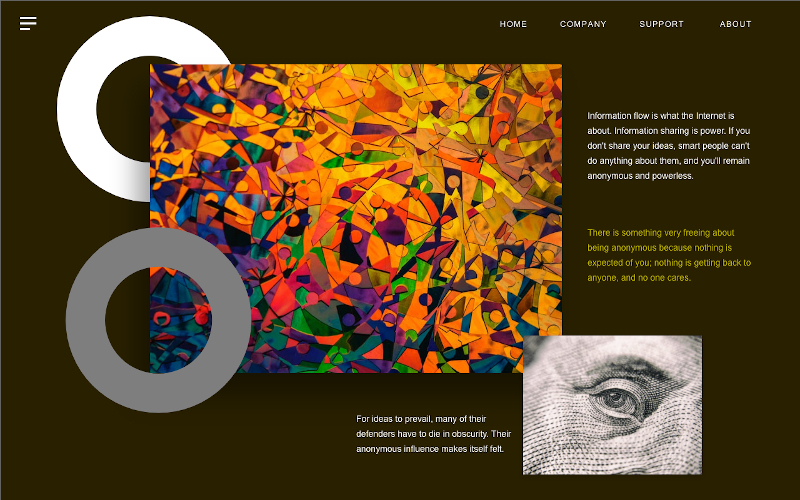 HOME COMPANY SUPPORT ABOUT
Information flow is what the Internet is
about. Information sharing is power. If you
don't share your ideas, smart people can't
do anything about them, and you'll remain
anonymous and powerless.
There is something very freeing about
being anonymous because nothing is
expected of you; nothing is getting back to
anyone, and no one cares.
For ideas to prevail, many of their
defenders have to die in obscurity. Their
anonymous influence makes itself felt.